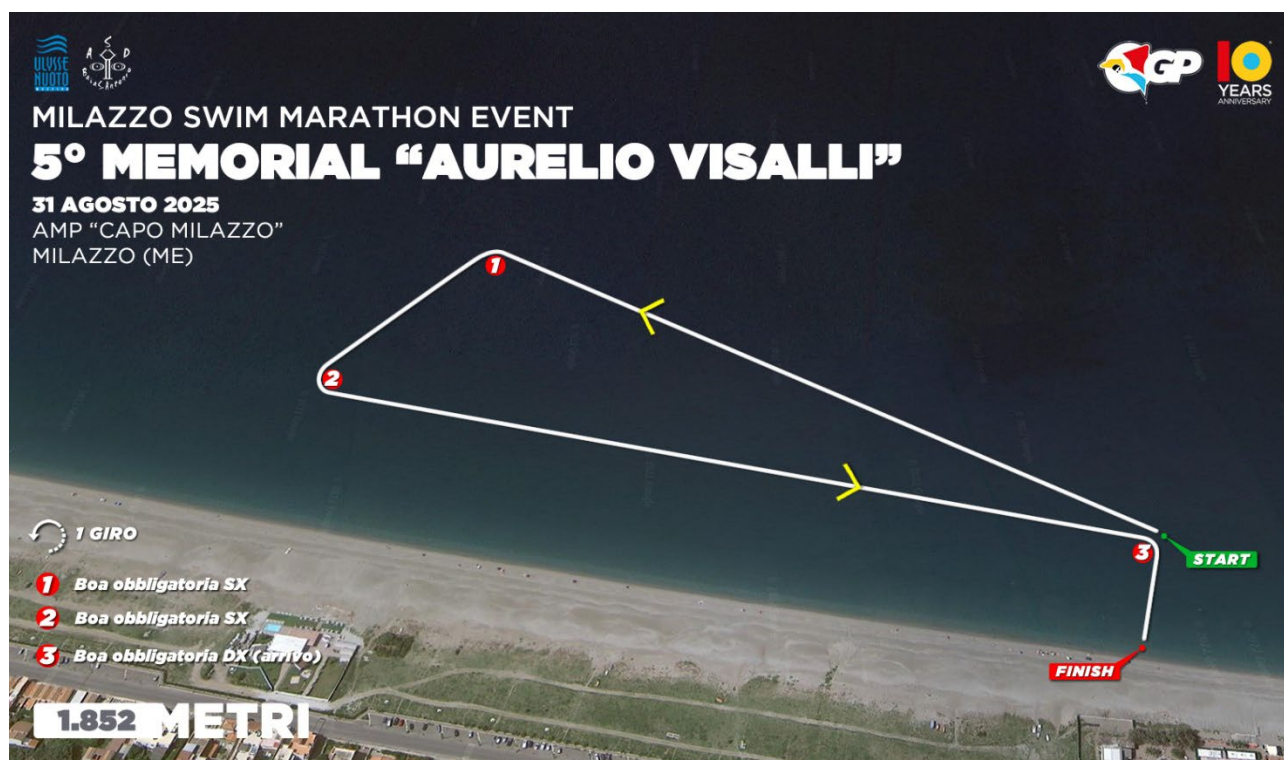 ULYSSE
NUOTO
A S D
GP
10
YEARS
ANNIVERSARY
MILAZZO SWIM MARATHON EVENT
5° MEMORIAL “AURELIO VISALLI”
31 AGOSTO 2025
AMP “CAPO MILAZZO”
MILAZZO (ME)
1
2
3
START
FINISH
1 GIRO
1 Boa obbligatoria SX
2 Boa obbligatoria SX
3 Boa obbligatoria DX (arrivo)
1.852 METRI